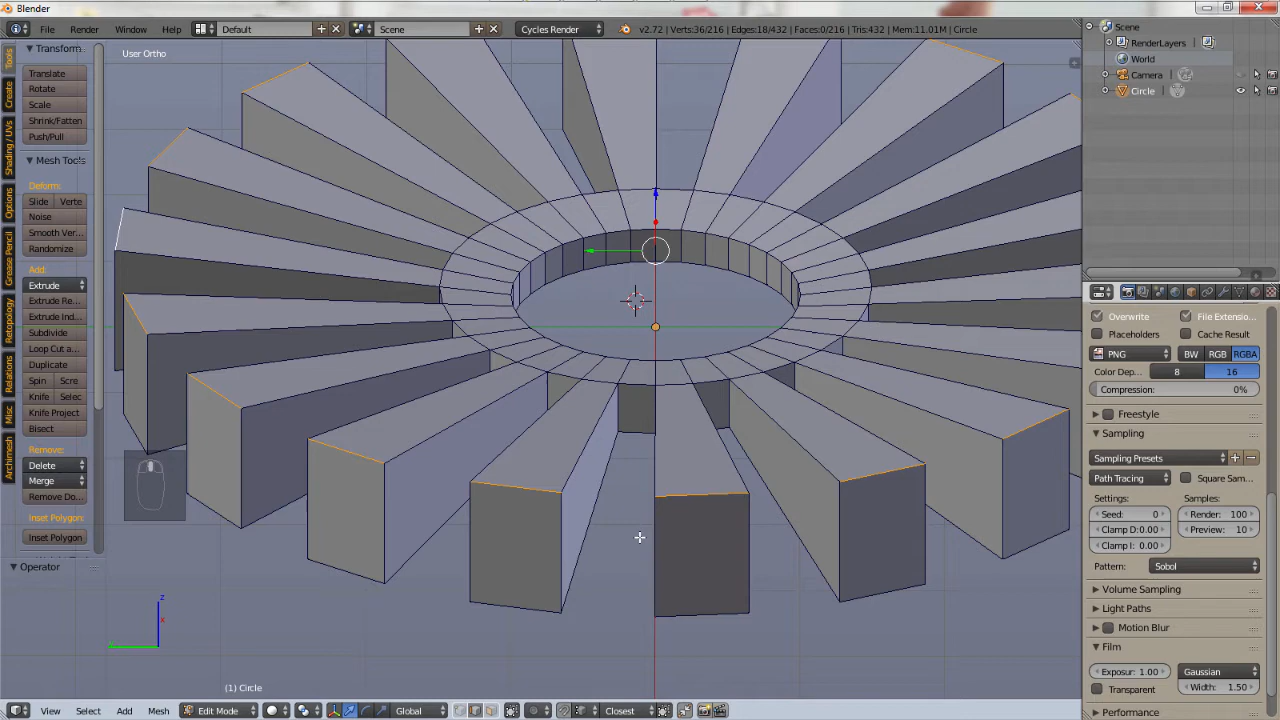 Blender
File Render Window Help Default Scene Cycles Render v2.72 | Verts:36/216 | Edges:18/432 | Faces:0/216 | Tris:432 | Mem:11.01M | Circle
Transform
Translate
Rotate
Scale
Shrink/Fatten
Push/Pull
Mesh Tools
Deform:
Slide Verte
Noise
Smooth Ver...
Randomize
Add:
Extrude
Extrude Re...
Extrude Ind...
Subdivide
Loop Cut a...
Duplicate
Spin Scre
Knife Selec
Knife Project
Bisect
Remove:
Delete
Merge
Remove Do...
Inset Polygon:
Inset Polygon
Operator
Tools
Create
Shading / UVs
Options
Grease Pencil
Retopology
Relations
Misc
Archimesh
User Ortho
z
x
y
(1) Circle
View Select Add Mesh Edit Mode Global Closest
Scene
RenderLayers
World
Camera
Circle
Overwrite File Extensio...
Placeholders Cache Result
PNG BW RGB RGBA
Color Dep... 8 16
Compression: 0%
Freestyle
Sampling
Sampling Presets
Path Tracing Square Sam...
Settings: Samples:
Seed: 0 Render: 100
Clamp D:0.00 Preview: 10
Clamp I: 0.00
Pattern: Sobol
Volume Sampling
Light Paths
Motion Blur
Film
Exposur: 1.00 Gaussian
Transparent Width: 1.50
Performance